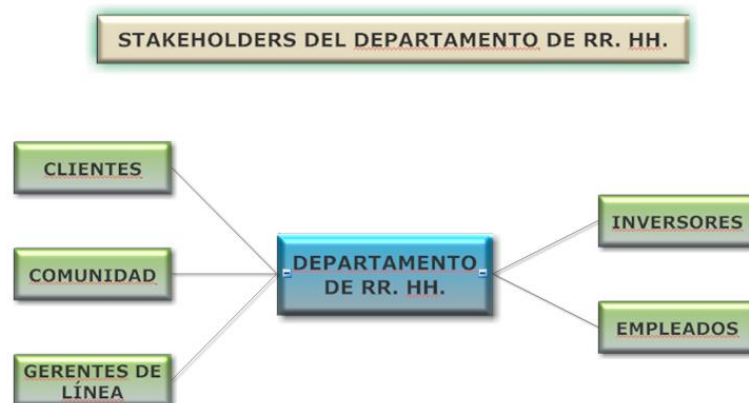 STAKEHOLDERS DEL DEPARTAMENTO DE RR. HH.
CLIENTES
COMUNIDAD
GERENTES DE
LÍNEA
DEPARTAMENTO
DE RR. HH.
INVERSORES
EMPLEADOS